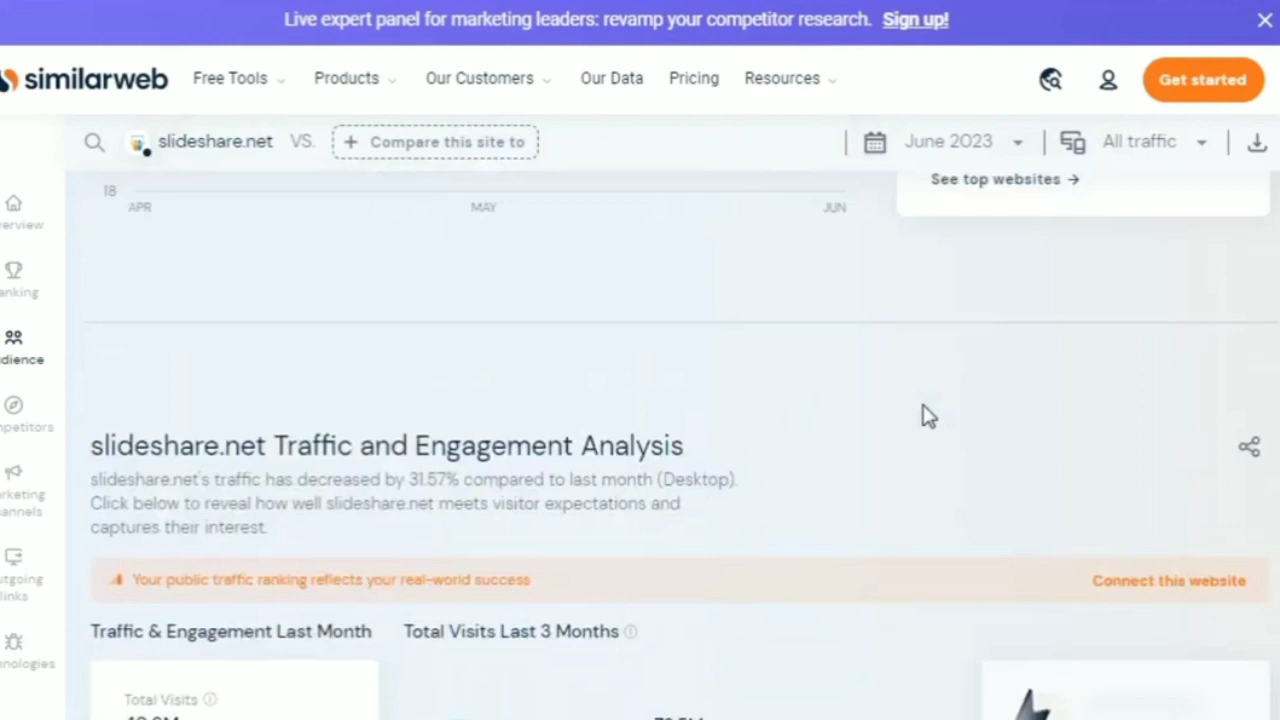 Live expert panel for marketing leaders: revamp your competitor research. Sign up!
similarweb Free Tools Products Our Customers Our Data Pricing Resources Get started
slideshare.net VS. + Compare this site to June 2023 All traffic
See top websites →
18
APR MAY JUN
slideshare.net Traffic and Engagement Analysis
slideshare.net's traffic has decreased by 31.57% compared to last month (Desktop).
Click below to reveal how well slideshare.net meets visitor expectations and
captures their interest.
Your public traffic ranking reflects your real-world success Connect this website
Traffic & Engagement Last Month Total Visits Last 3 Months
Total Visits